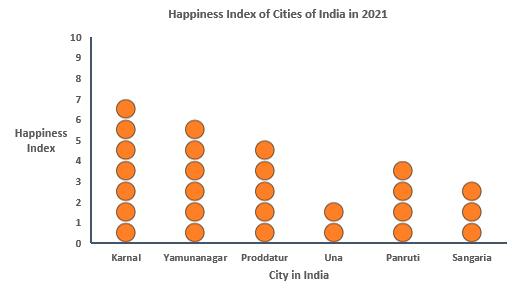 Happiness Index of Cities of India in 2021
10
9
8
7
6
5
4
3
2
1
0
Happiness
Index
Karnal Yamunanagar Proddatur Una Panruti Sangaria
City in India